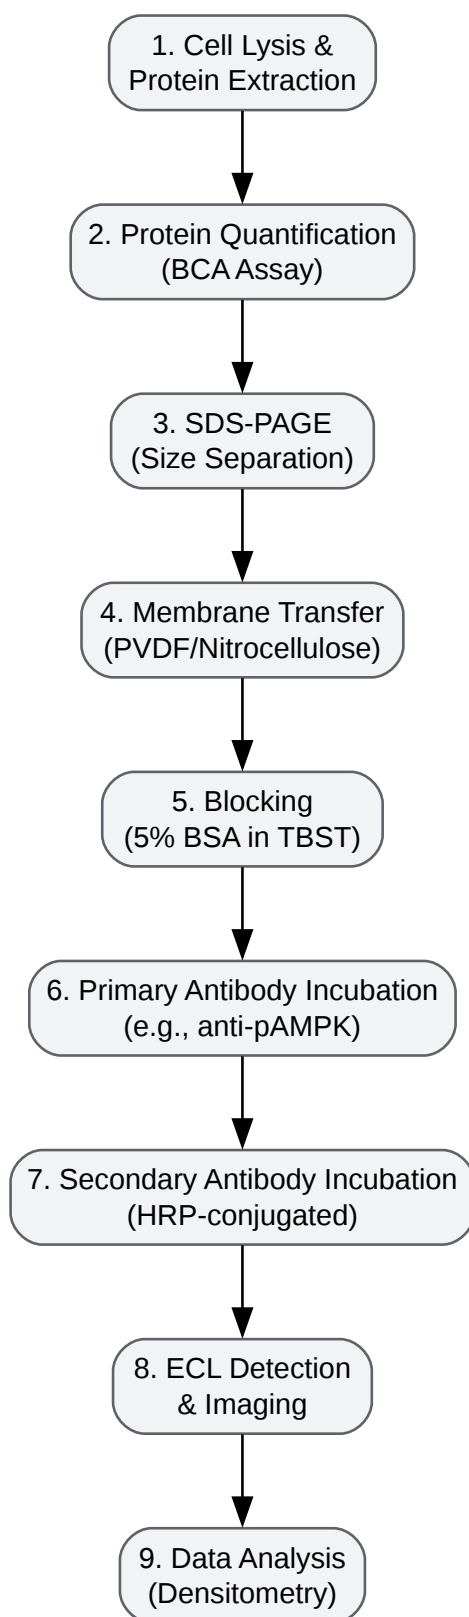 1. Cell Lysis &
Protein Extraction
2. Protein Quantification
(BCA Assay)
3. SDS-PAGE
(Size Separation)
4. Membrane Transfer
(PVDF/Nitrocellulose)
5. Blocking
(5% BSA in TBST)
6. Primary Antibody Incubation
(e.g., anti-pAMPK)
7. Secondary Antibody Incubation
(HRP-conjugated)
8. ECL Detection
& Imaging
9. Data Analysis
(Densitometry)